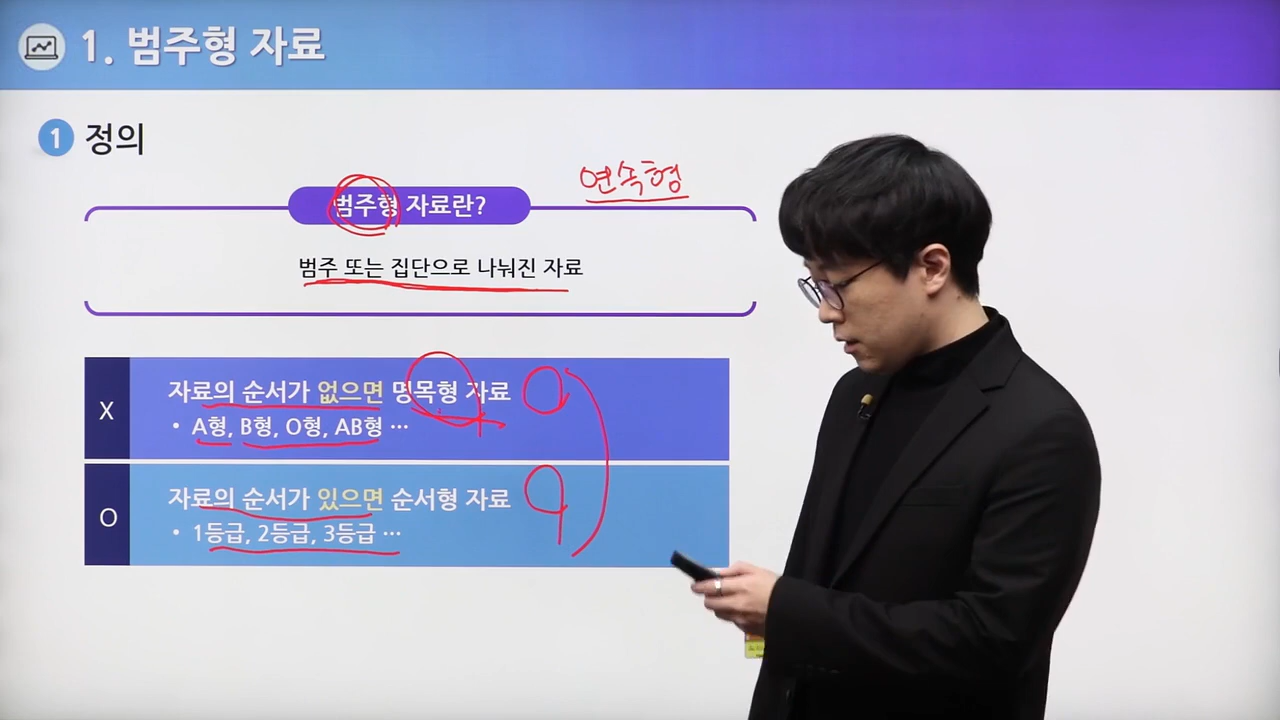 1. 범주형 자료
1 정의
연속형
범주형 자료란?
범주 또는 집단으로 나눠진 자료
X
자료의 순서가 없으면 명목형 자료
• A형, B형, O형, AB형 …
O
자료의 순서가 있으면 순서형 자료
• 1등급, 2등급, 3등급 …